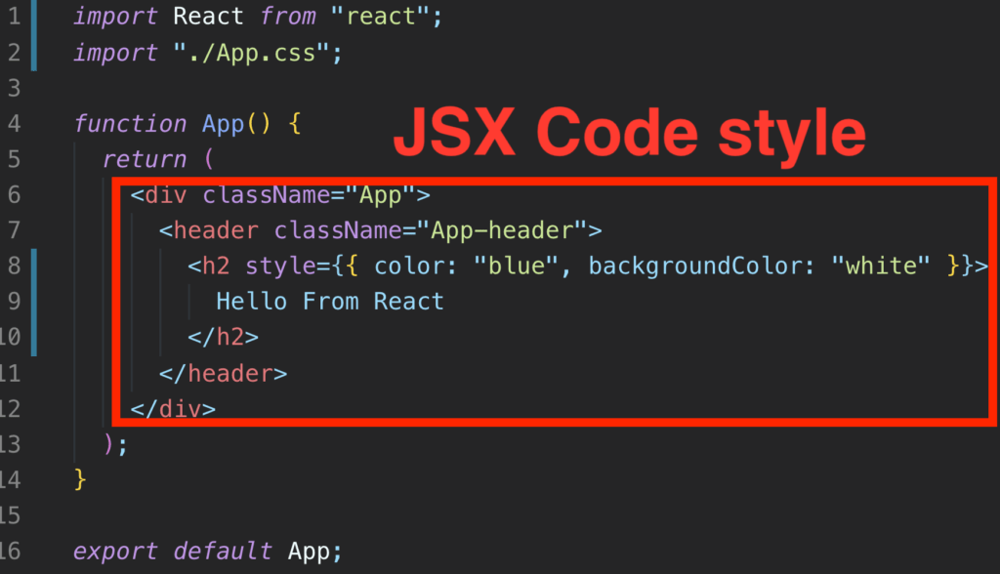 1 import React from "react";
2 import "./App.css";
3
4 function App() {
JSX Code style
5 return (
6 <div className="App">
7 <header className="App-header">
8 <h2 style={{ color: "blue", backgroundColor: "white" }}>
9 Hello From React
10 </h2>
11 </header>
12 </div>
13 );
14 }
15
16 export default App;